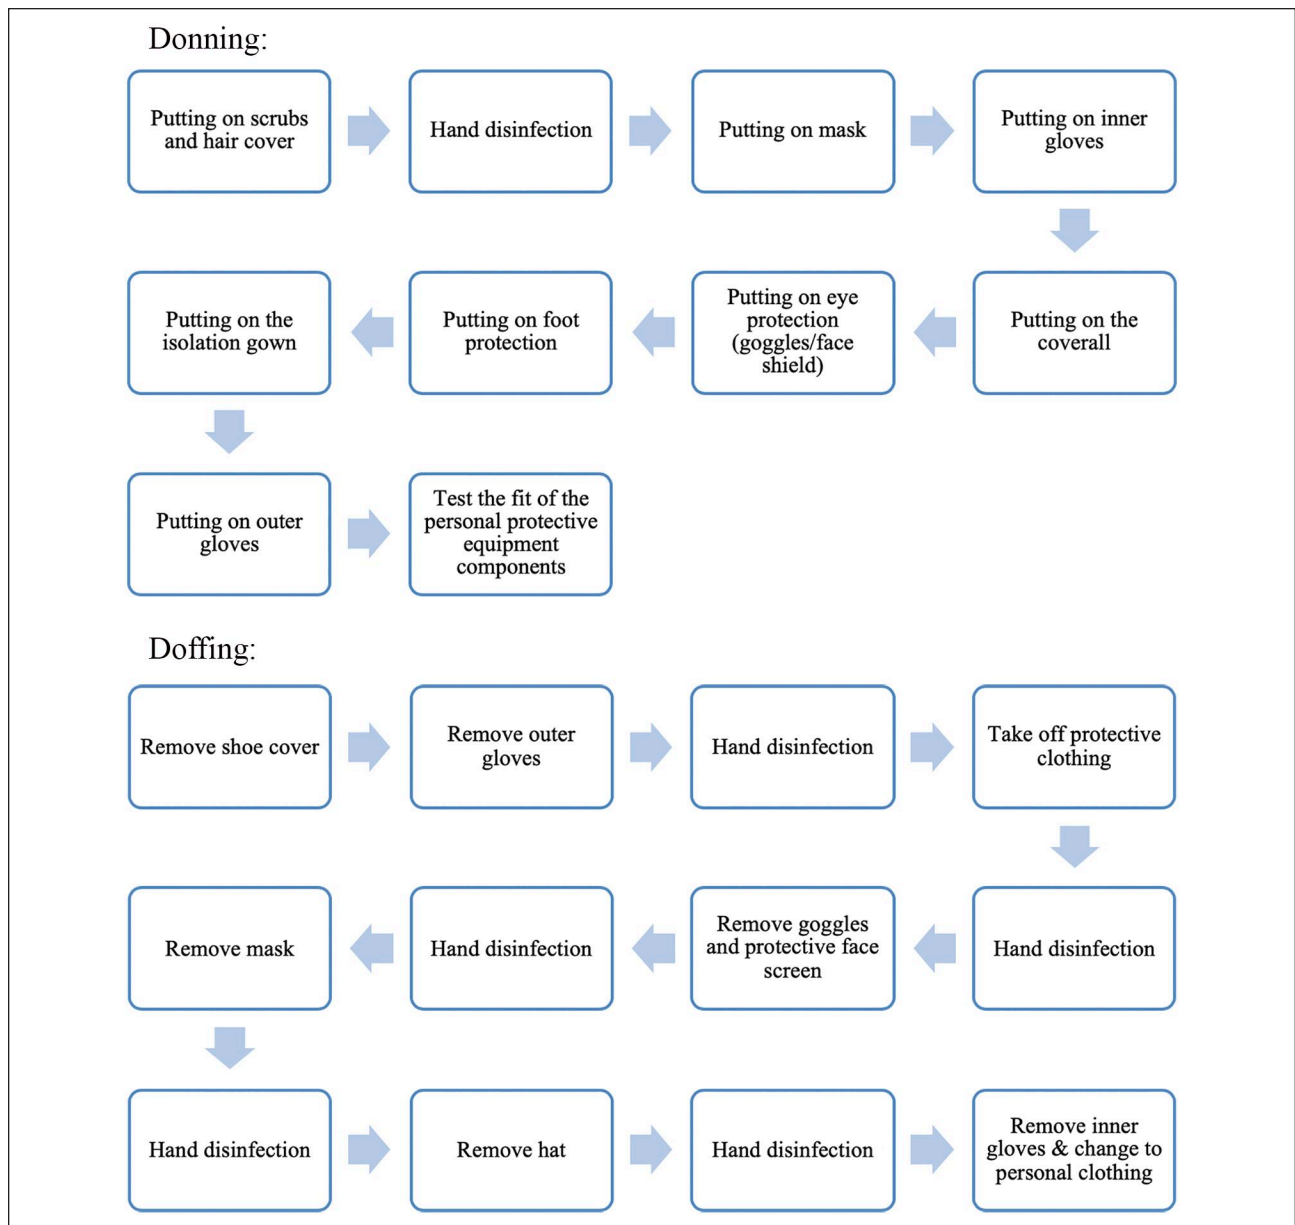 Donning:
Putting on scrubs
and hair cover
Hand disinfection
Putting on mask
Putting on inner
gloves
Putting on the
coverall
Putting on eye
protection
(goggles/face
shield)
Putting on foot
protection
Putting on the
isolation gown
Putting on outer
gloves
Test the fit of the
personal protective
equipment
components
Doffing:
Remove shoe cover
Remove outer
gloves
Hand disinfection
Take off protective
clothing
Hand disinfection
Remove goggles
and protective face
screen
Hand disinfection
Remove mask
Hand disinfection
Remove hat
Hand disinfection
Remove inner
gloves & change to
personal clothing